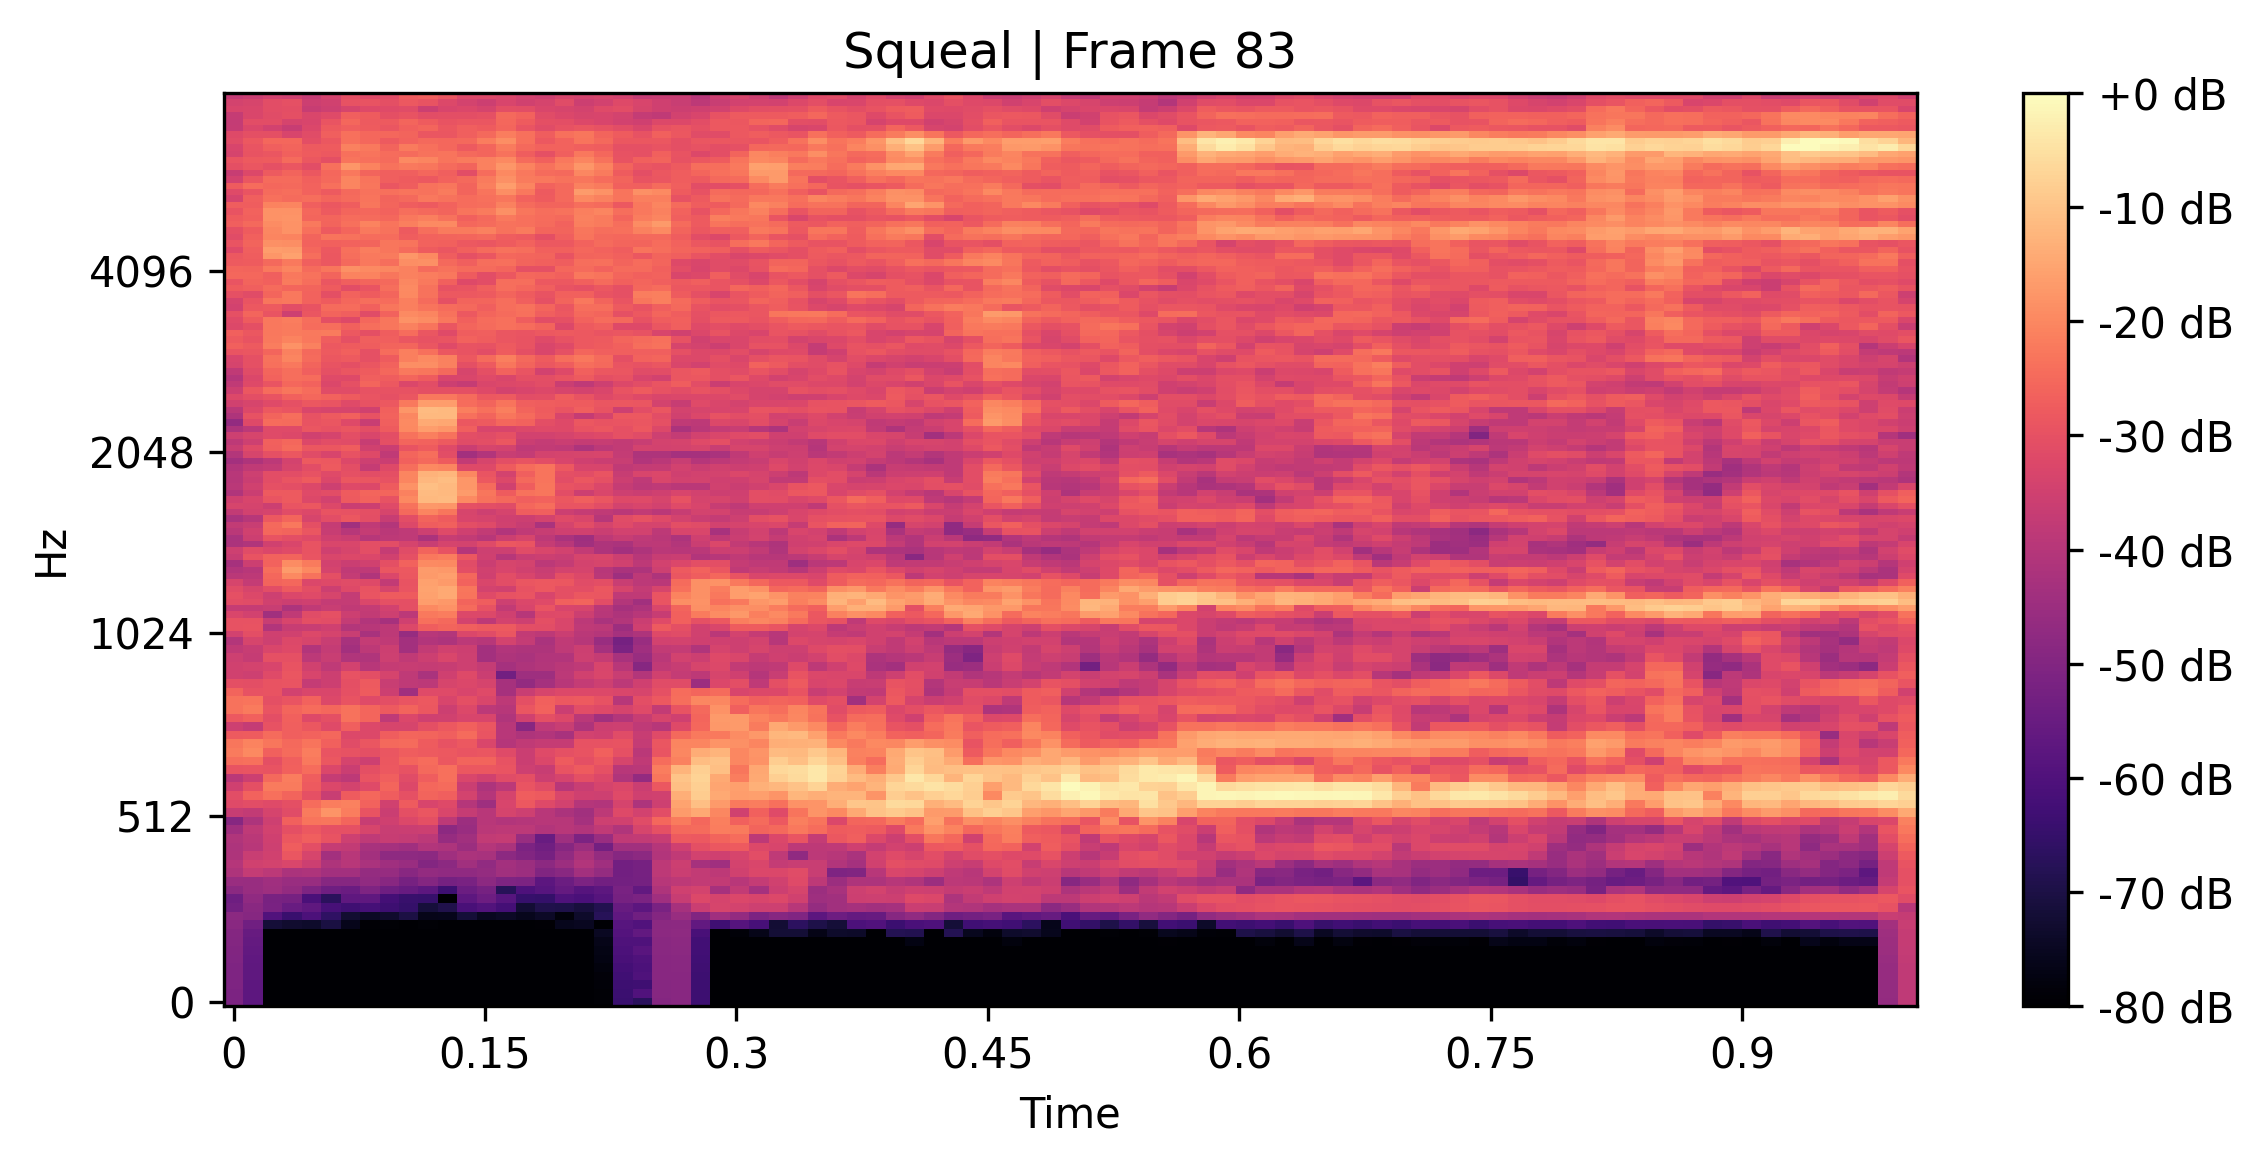 Squeal | Frame 83
+0 dB
-10 dB
-20 dB
-30 dB
-40 dB
-50 dB
-60 dB
-70 dB
-80 dB
4096
2048
1024
512
0
Hz
0
0.15
0.3
0.45
0.6
0.75
0.9
Time